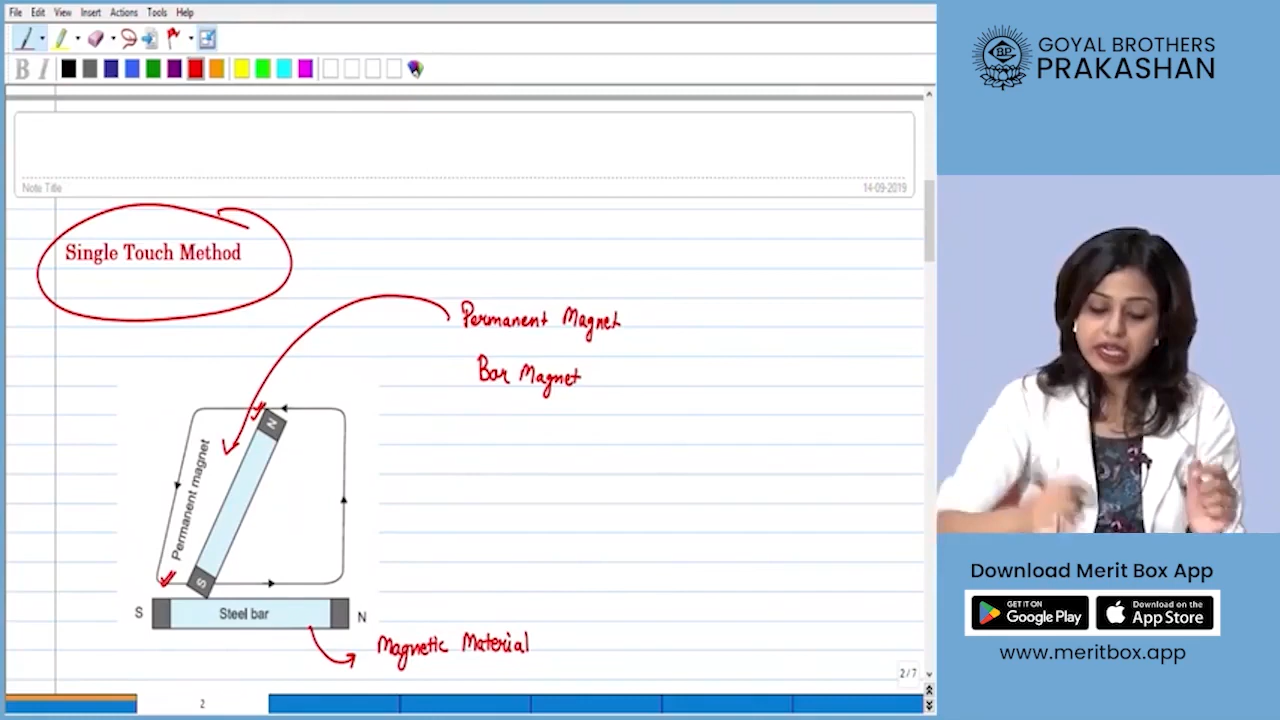 File Edit View Insert Actions Tools Help
B I
Note Title
14-09-2019
Single Touch Method
Permanent Magnet
Bar Magnet
N
Permanent magnet
S
S
Steel bar
N
Magnetic Material
2 / 7
2
BP
GOYAL BROTHERS
PRAKASHAN
Download Merit Box App
GET IT ON
Google Play
Download on the
App Store
www.meritbox.app